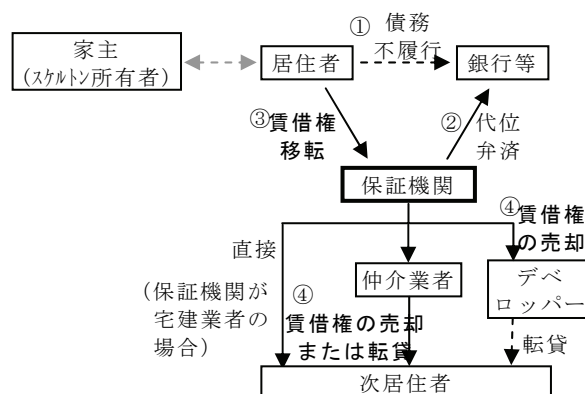 ① 債務
不履行
家主
(スケルトン所有者)
居住者
銀行等
③賃借権
移転
② 代位
弁済
保証機関
④賃借権
の売却
直接
(保証機関が
宅建業者の
場合)
仲介業者
デベ
ロッパー
④
賃借権の売却
または転貸
転貸
次居住者